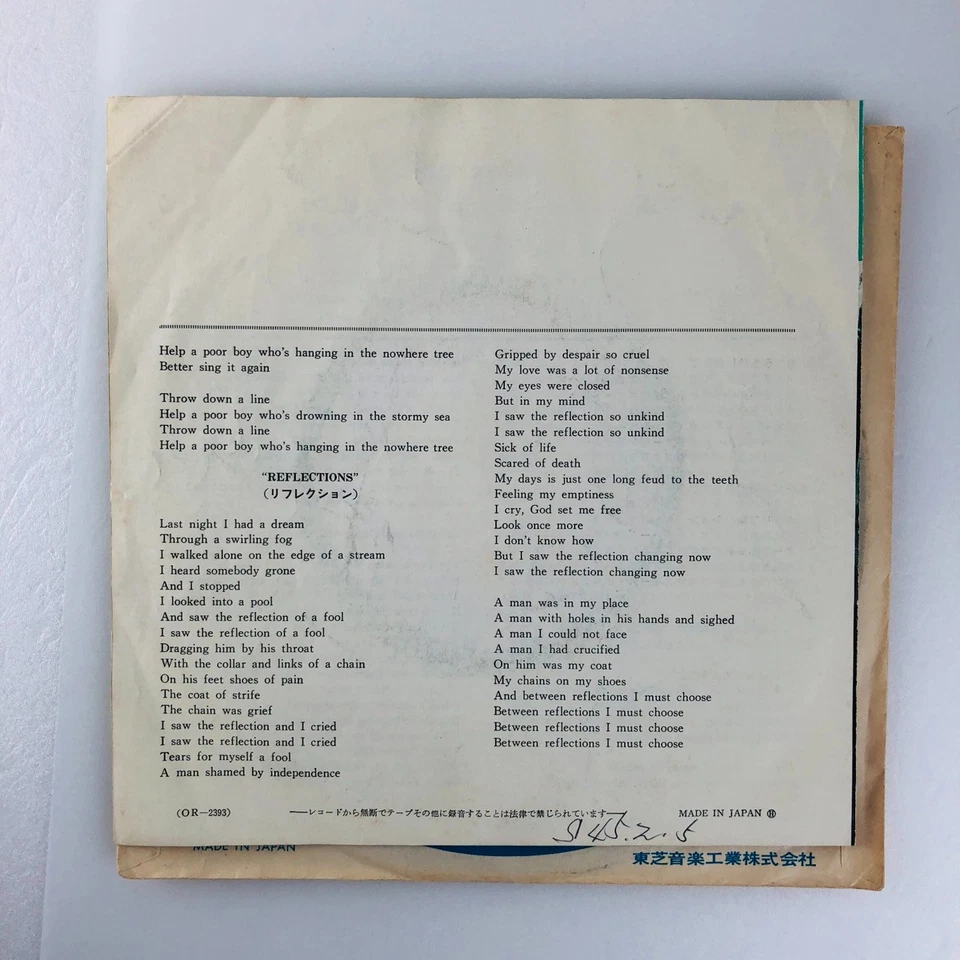 Help a poor boy who's hanging in the nowhere tree
Better sing it again
Throw down a line
Help a poor boy who's drowning in the stormy sea
Throw down a line
Help a poor boy who's hanging in the nowhere tree
“REFLECTIONS”
(リフレクション)
Last night I had a dream
Through a swirling fog
I walked alone on the edge of a stream
I heard somebody grone
And I stopped
I looked into a pool
And saw the reflection of a fool
I saw the reflection of a fool
Dragging him by his throat
With the collar and links of a chain
On his feet shoes of pain
The coat of strife
The chain was grief
I saw the reflection and I cried
I saw the reflection and I cried
Tears for myself a fool
A man shamed by independence
Gripped by despair so cruel
My love was a lot of nonsense
My eyes were closed
But in my mind
I saw the reflection so unkind
I saw the reflection so unkind
Sick of life
Scared of death
My days is just one long feud to the teeth
Feeling my emptiness
I cry, God set me free
Look once more
I don't know how
But I saw the reflection changing now
I saw the reflection changing now
A man was in my place
A man with holes in his hands and sighed
A man I could not face
A man I had crucified
On him was my coat
My chains on my shoes
And between reflections I must choose
Between reflections I must choose
Between reflections I must choose
Between reflections I must choose
(OR—2393)
——レコードから無断でテープその他に録音することは法律で禁じられています——
MADE IN JAPAN Ⓗ
S 45.2.5
MADE IN JAPAN
東芝音楽工業株式会社